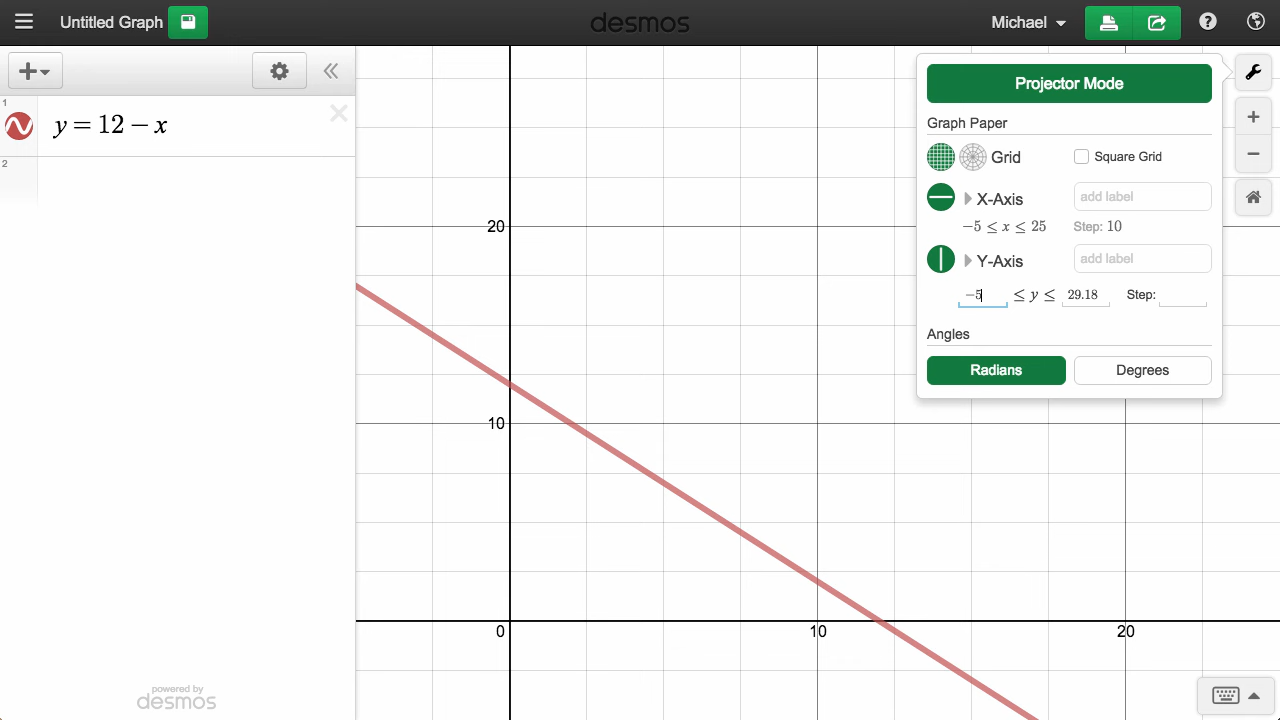 Untitled Graph
desmos
Michael
Projector Mode
Graph Paper
Grid
Square Grid
X-Axis
add label
−5 ≤ x ≤ 25
Step: 10
Y-Axis
add label
−5 ≤ y ≤ 29.18
Step:
Angles
Radians
Degrees
1
y = 12 − x
2
20
10
0
10
20
powered by
desmos